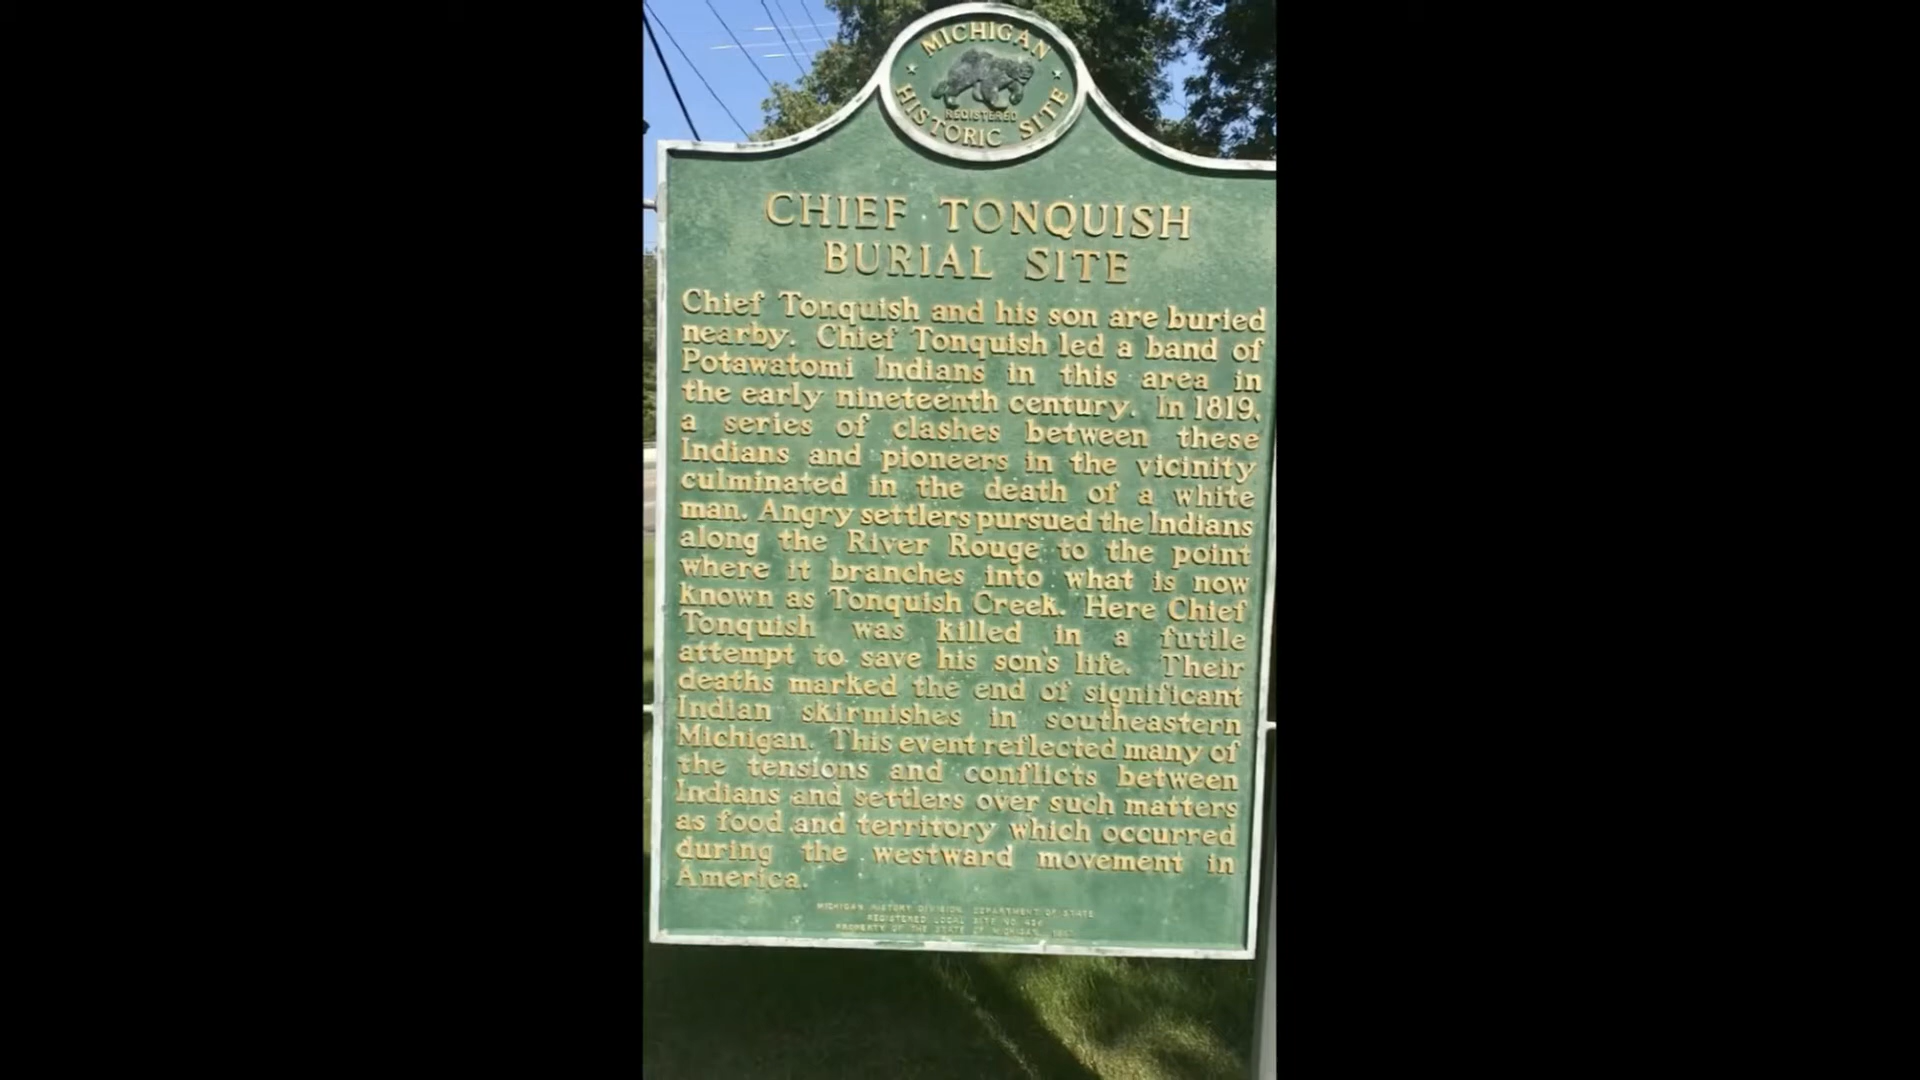 MICHIGAN
REGISTERED
HISTORIC SITE
CHIEF TONQUISH
BURIAL SITE
Chief Tonquish and his son are buried
nearby. Chief Tonquish led a band of
Potawatomi Indians in this area in
the early nineteenth century. In 1819,
a series of clashes between these
Indians and pioneers in the vicinity
culminated in the death of a white
man. Angry settlers pursued the Indians
along the River Rouge to the point
where it branches into what is now
known as Tonquish Creek. Here Chief
Tonquish was killed in a futile
attempt to save his son's life. Their
deaths marked the end of significant
Indian skirmishes in southeastern
Michigan. This event reflected many of
the tensions and conflicts between
Indians and settlers over such matters
as food and territory which occurred
during the westward movement in
America.
MICHIGAN HISTORY DIVISION, DEPARTMENT OF STATE
REGISTERED LOCAL SITE NO.
PROPERTY OF THE STATE OF MICHIGAN,